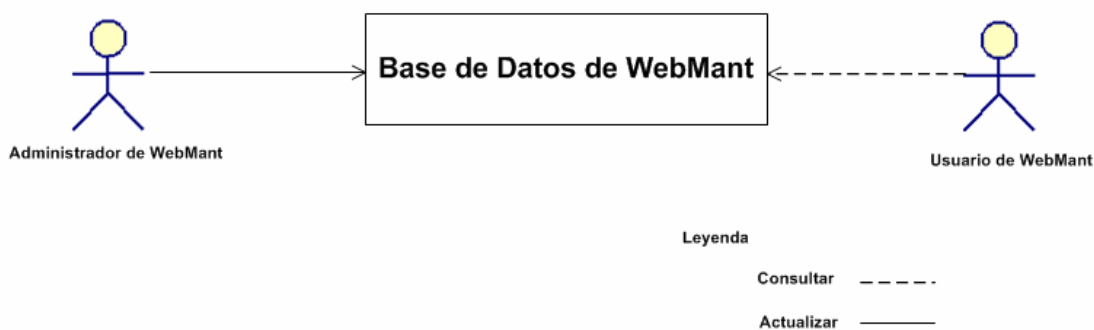 Base de Datos de WebMant
Administrador de WebMant
Usuario de WebMant
Leyenda
Consultar
Actualizar